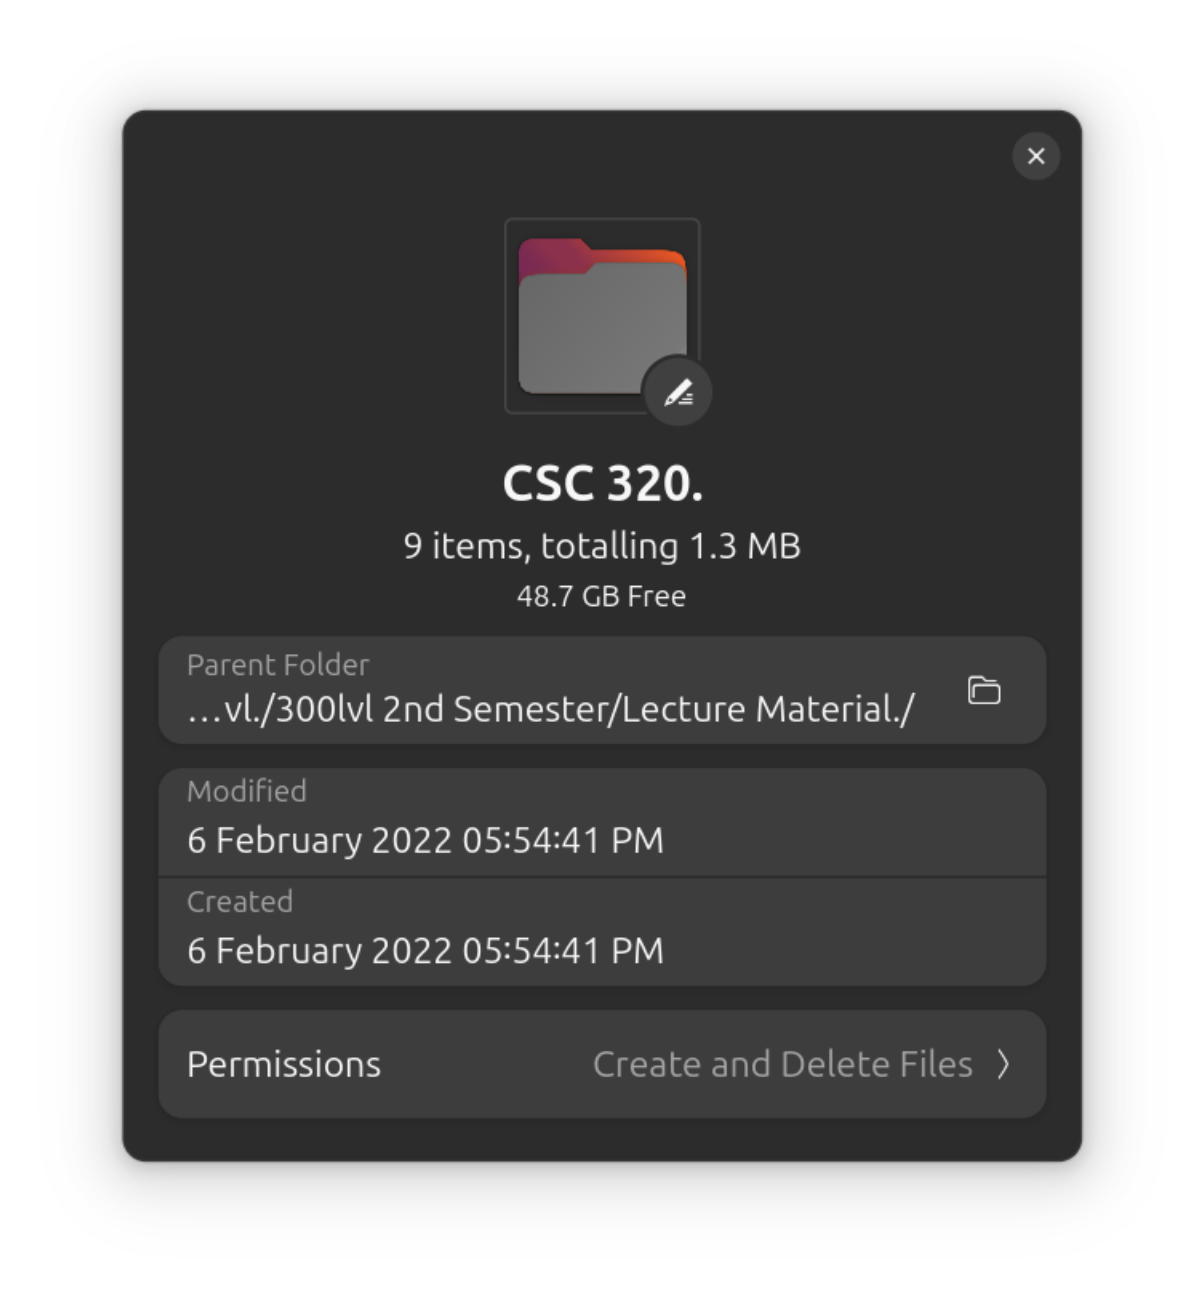 CSC 320.
9 items, totalling 1.3 MB
48.7 GB Free
Parent Folder
…vl./300lvl 2nd Semester/Lecture Material./
Modified
6 February 2022 05:54:41 PM
Created
6 February 2022 05:54:41 PM
Permissions Create and Delete Files